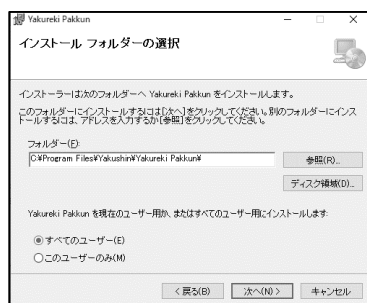 Yakureki Pakkun
インストール フォルダーの選択
インストーラーは次のフォルダーへ Yakureki Pakkun をインストールします。
このフォルダーにインストールするには[次へ]をクリックしてください。別のフォルダーにインス
トールするには、アドレスを入力するか[参照]をクリックしてください。
フォルダー(F):
C:¥Program Files¥Yakushin¥Yakureki Pakkun¥
参照(R)...
ディスク領域(D)...
Yakureki Pakkun を現在のユーザー用か、またはすべてのユーザー用にインストールします:
すべてのユーザー(E)
このユーザーのみ(M)
< 戻る(B)
次へ(N) >
キャンセル